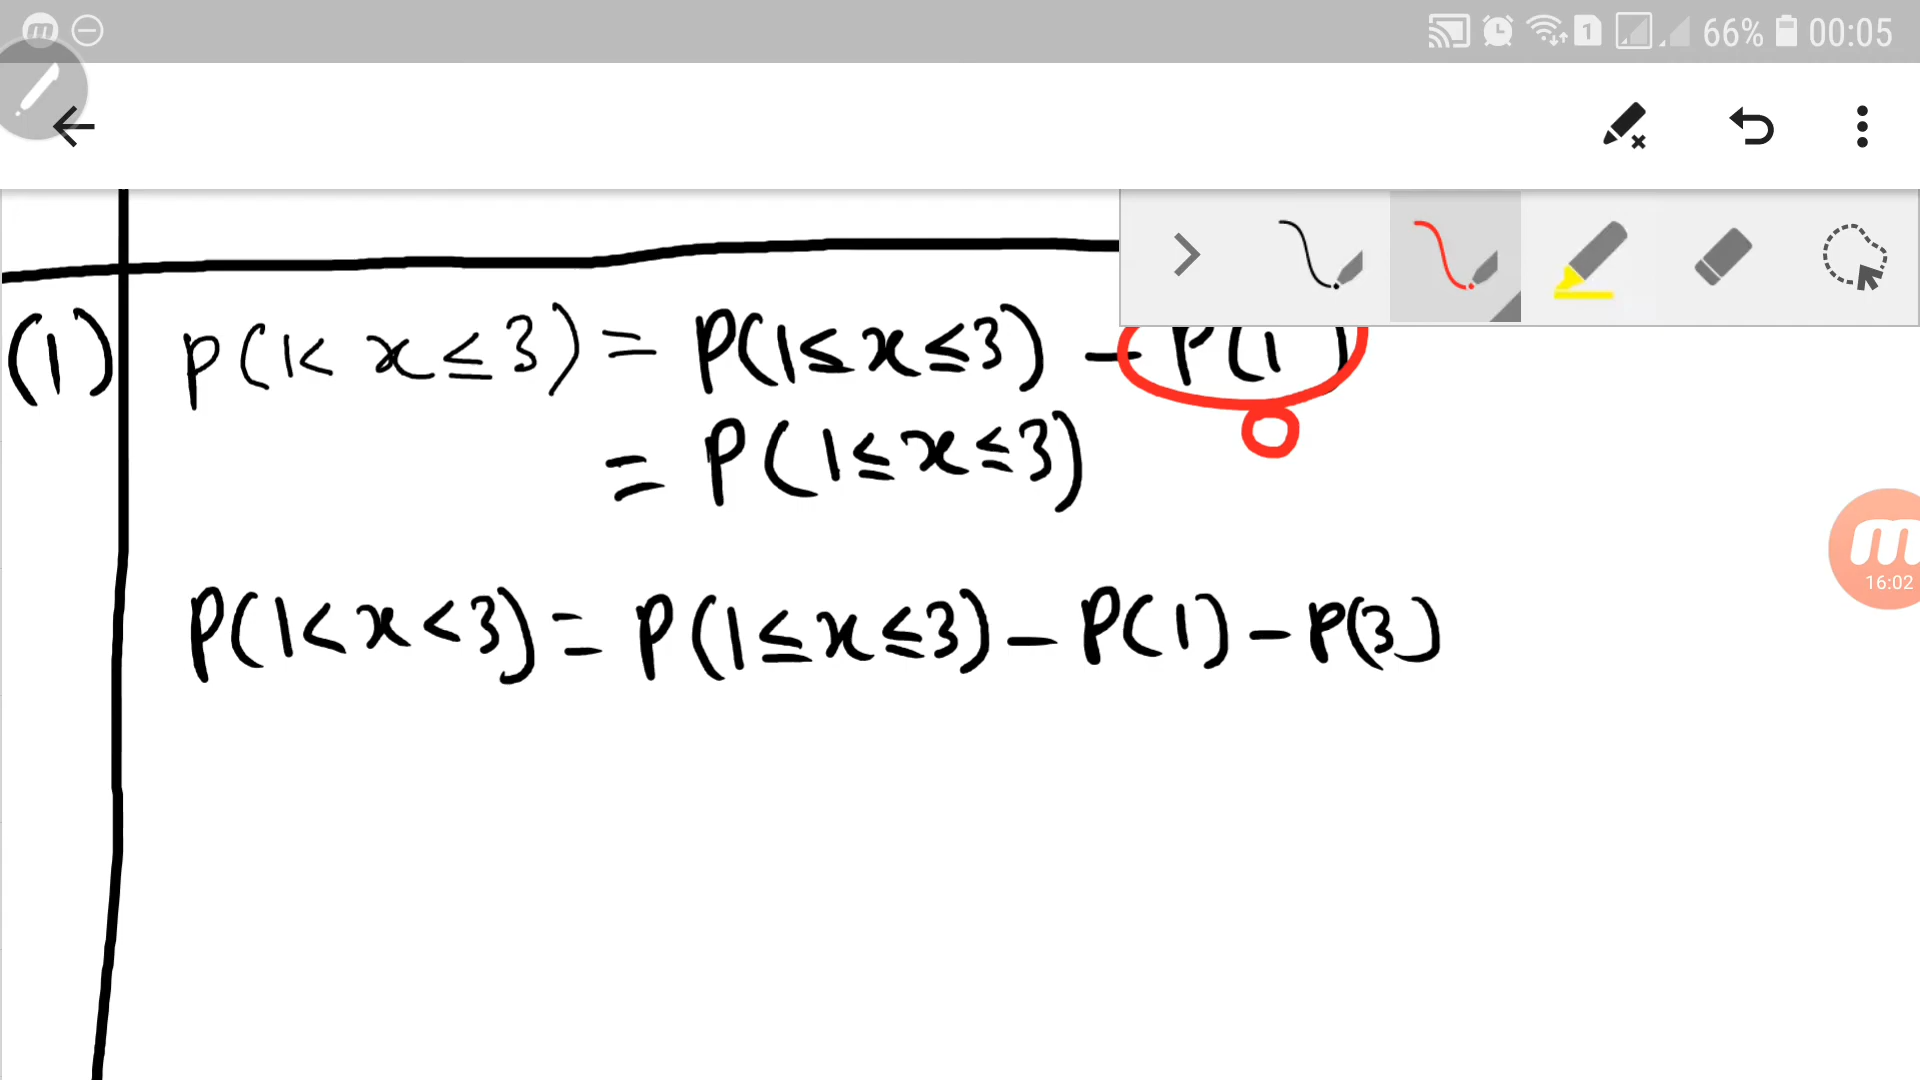 66% 00:05
(1) P(1< x ≤ 3) = P(1 ≤ x ≤ 3) - P(1)
0
= P(1 ≤ x ≤ 3)
m
16:02
P(1 < x < 3) = P(1 ≤ x ≤ 3) - P(1) - P(3)